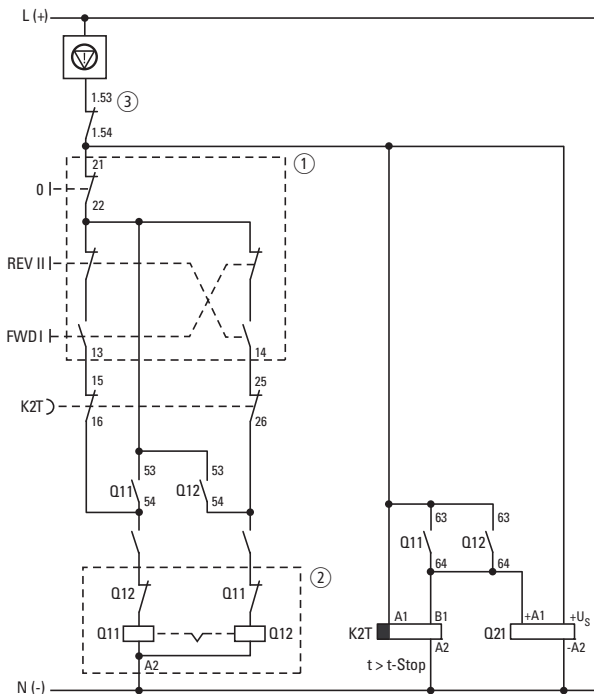 L (+)
!
1.53
③
1.54
①
21
0
22
REV II
FWD I
13
14
15
25
K2T
16
26
53
53
Q11
Q12
54
54
63
63
Q11
Q12
64
64
②
Q12
Q11
Q11
Q12
A2
A1
B1
K2T
A2
+A1
+Us
Q21
-A2
t > t-Stop
N (-)